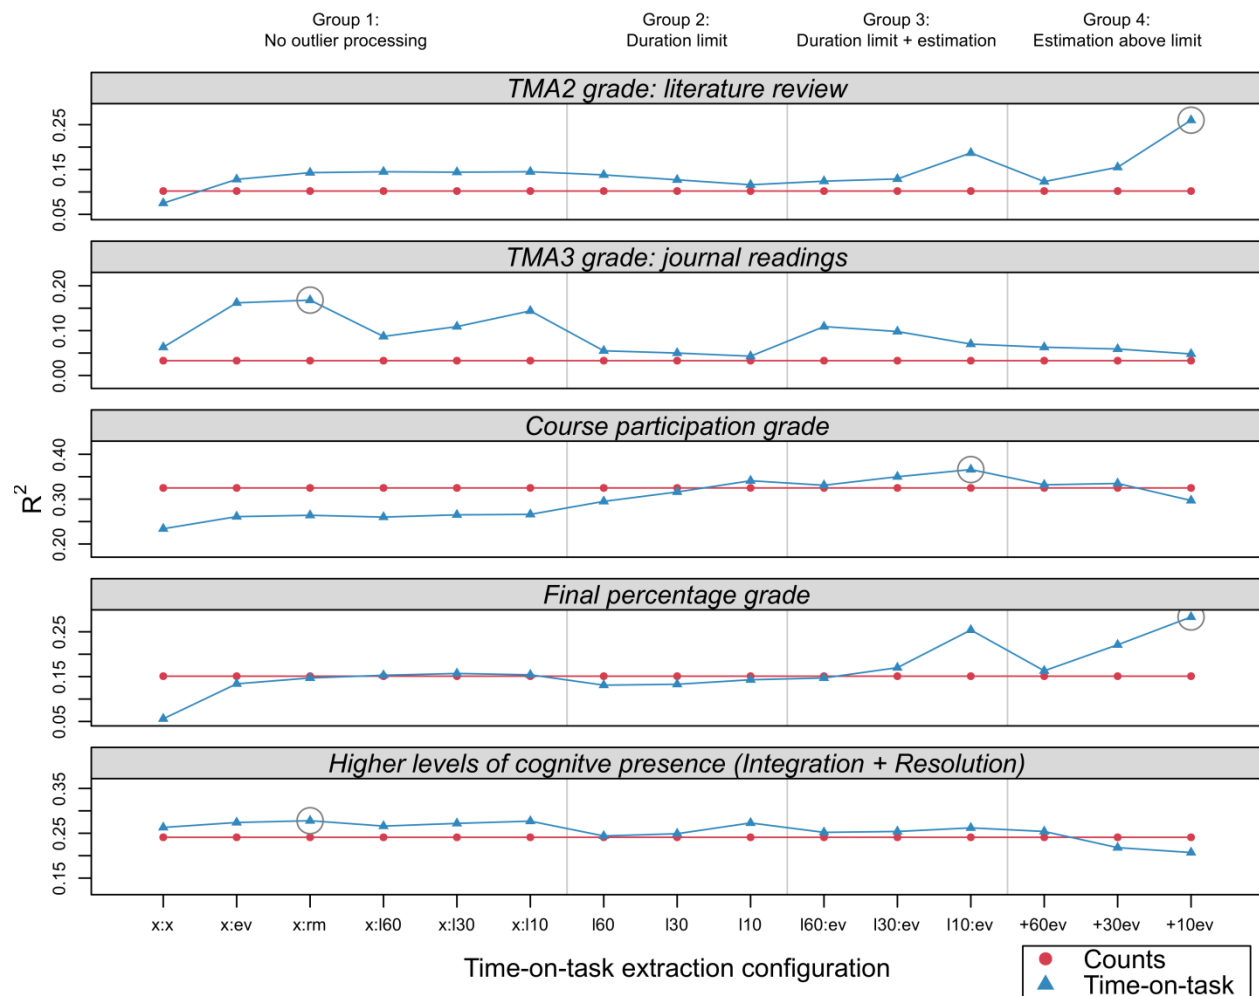 Group 1:
No outlier processing
Group 2:
Duration limit
Group 3:
Duration limit + estimation
Group 4:
Estimation above limit
TMA2 grade: literature review
0.25
0.15
0.05
TMA3 grade: journal readings
0.20
0.10
0.00
Course participation grade
0.40
0.30
0.20
R²
Final percentage grade
0.25
0.15
0.05
Higher levels of cognitve presence (Integration + Resolution)
0.35
0.25
0.15
x:x x:ev x:rm x:l60 x:l30 x:l10 l60 l30 l10 l60:ev l30:ev l10:ev +60ev +30ev +10ev
Time-on-task extraction configuration
Counts
Time-on-task